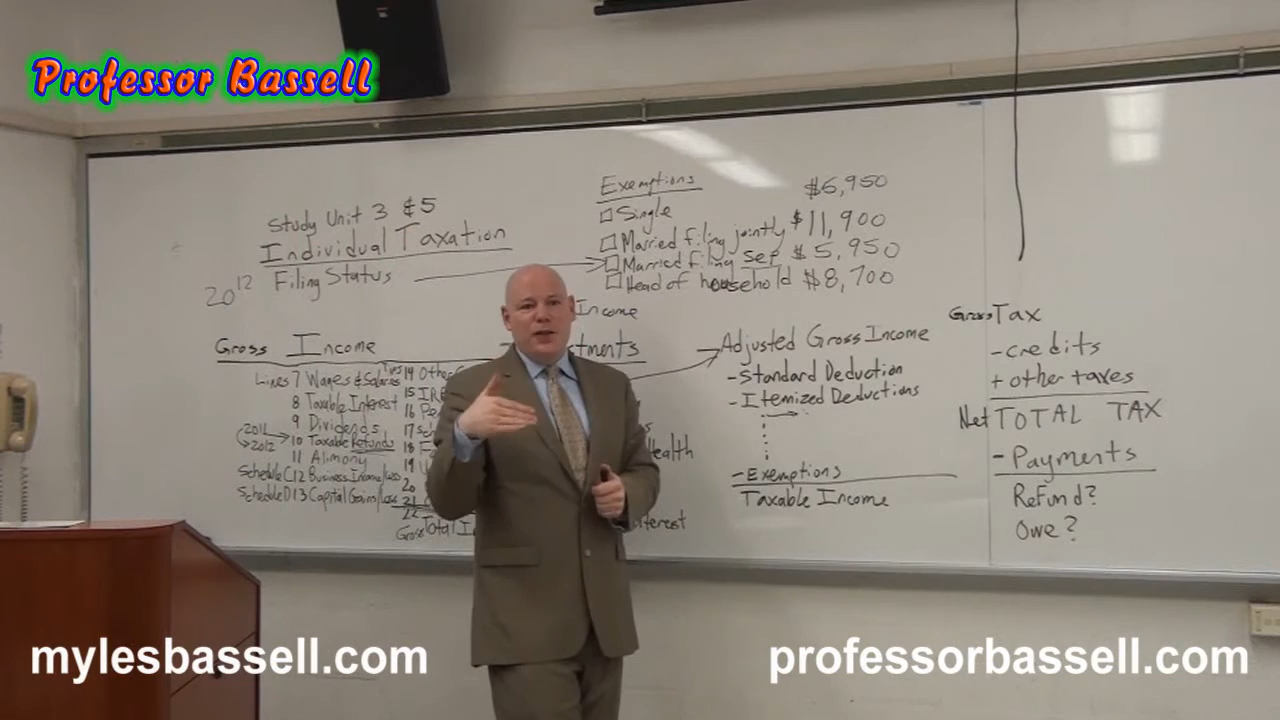 Professor Bassell
Study Unit 3 & 5
Individual Taxation
2012
Filing Status
Exemptions
Single $5,950
Married filing jointly $11,900
Married filing sep $5,950
Head of household $8,700
Income
Gross Income
Lines 7 Wages & Salaries
8 Taxable Interest
9 Dividends
2011
2012
10 Taxable Refunds
11 Alimony
Schedule C 12 Business Income/loss
Schedule D 13 Capital Gains/loss
14 Other
15
16
17
18
19
20
21
22
Gross Total
Adjusted Gross Income
- Standard Deduction
- Itemized Deductions
- Exemptions
Taxable Income
Gross Tax
- credits
+ other taxes
Net TOTAL TAX
- Payments
Refund?
Owe?
mylesbassell.com
professorbassell.com